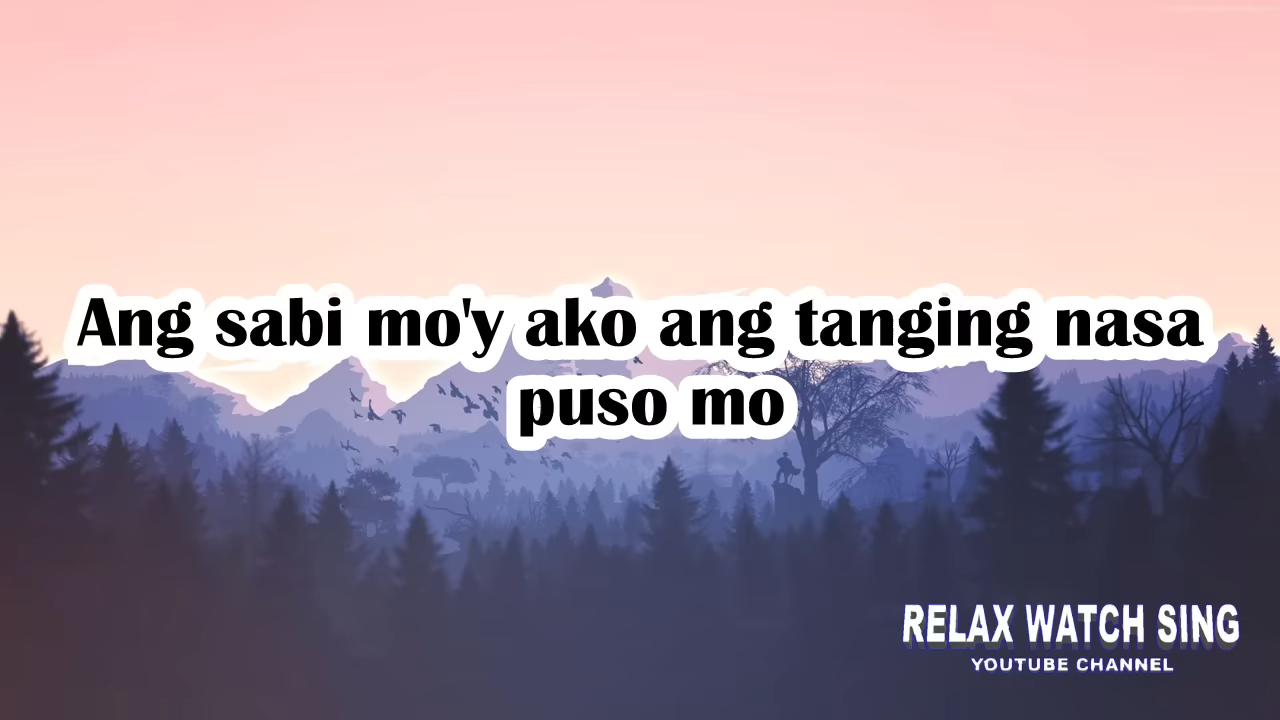 Ang sabi mo'y ako ang tanging nasa
puso mo
RELAX WATCH SING
YOUTUBE CHANNEL